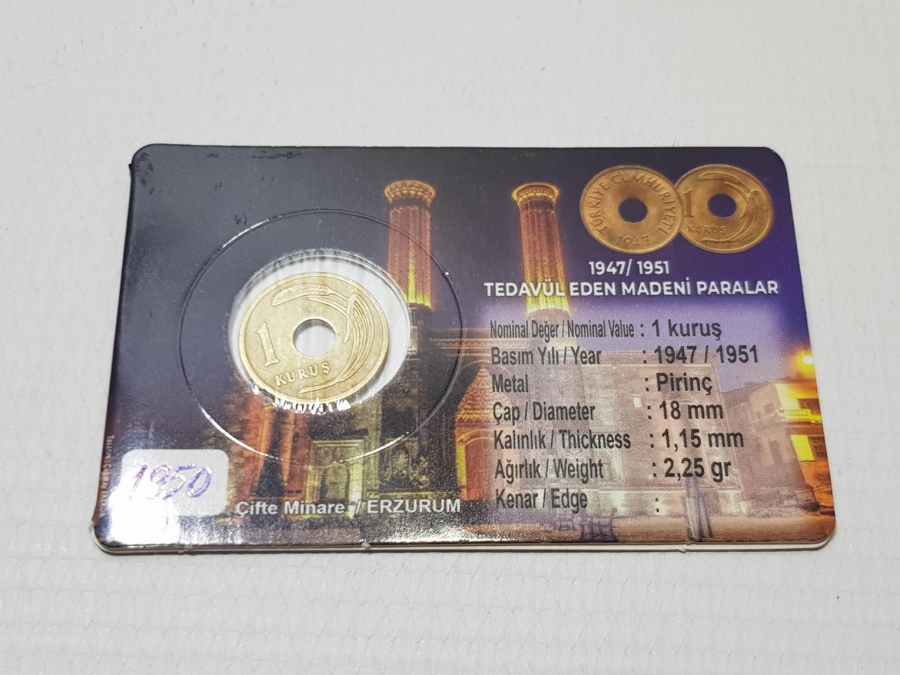 TÜRKİYE CUMHURİYETİ
1947
1
KURUŞ
1947/ 1951
TEDAVÜL EDEN MADENİ PARALAR
Nominal Değer / Nominal Value : 1 kuruş
Basım Yılı / Year : 1947 / 1951
Metal : Pirinç
Çap / Diameter : 18 mm
Kalınlık / Thickness : 1,15 mm
Ağırlık / Weight : 2,25 gr
Kenar / Edge :
1
KURUŞ
1950
Çifte Minare / ERZURUM